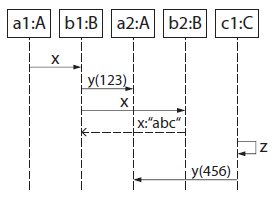 a1:A b1:B a2:A b2:B c1:C
x
y(123)
x
x:"abc"
z
y(456)